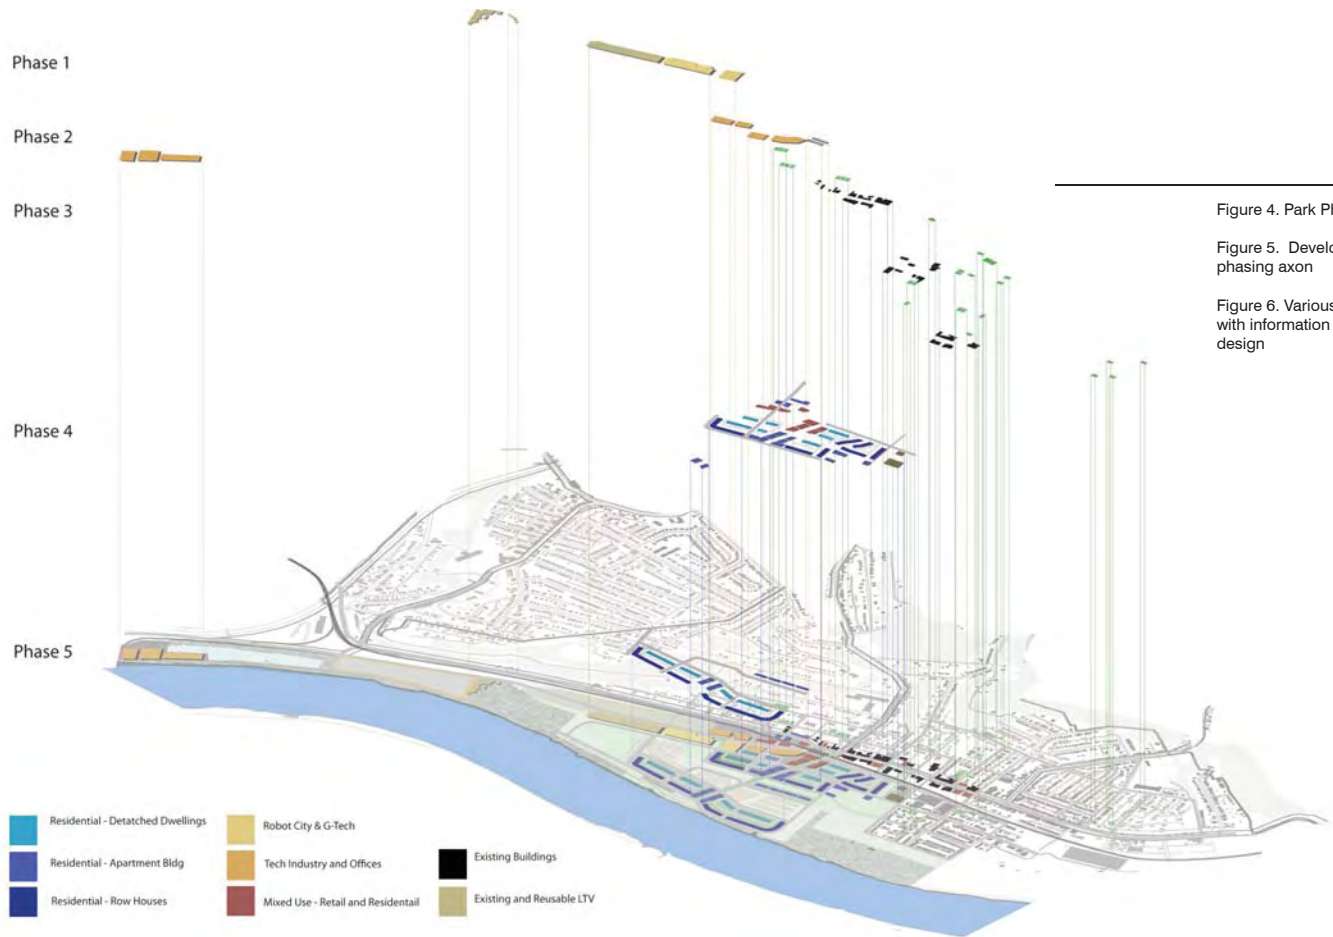 Phase 1
Phase 2
Phase 3
Phase 4
Phase 5
Figure 4. Park Ph
Figure 5.  Develo
phasing axon
Figure 6. Various
with information
design
Residential - Detatched Dwellings
Residential - Apartment Bldg
Residential - Row Houses
Robot City & G-Tech
Tech Industry and Offices
Mixed Use - Retail and Residentail
Existing Buildings
Existing and Reusable LTV